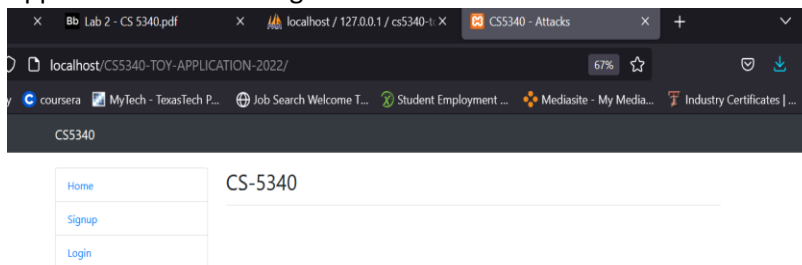 Bb Lab 2 - CS 5340.pdf localhost / 127.0.0.1 / cs5340-t CS5340 - Attacks
localhost/CS5340-TOY-APPLICATION-2022/ 67%
coursera MyTech - TexasTech P... Job Search Welcome T... Student Employment ... Mediasite - My Media... Industry Certificates | ...
CS5340
Home
CS-5340
Signup
Login